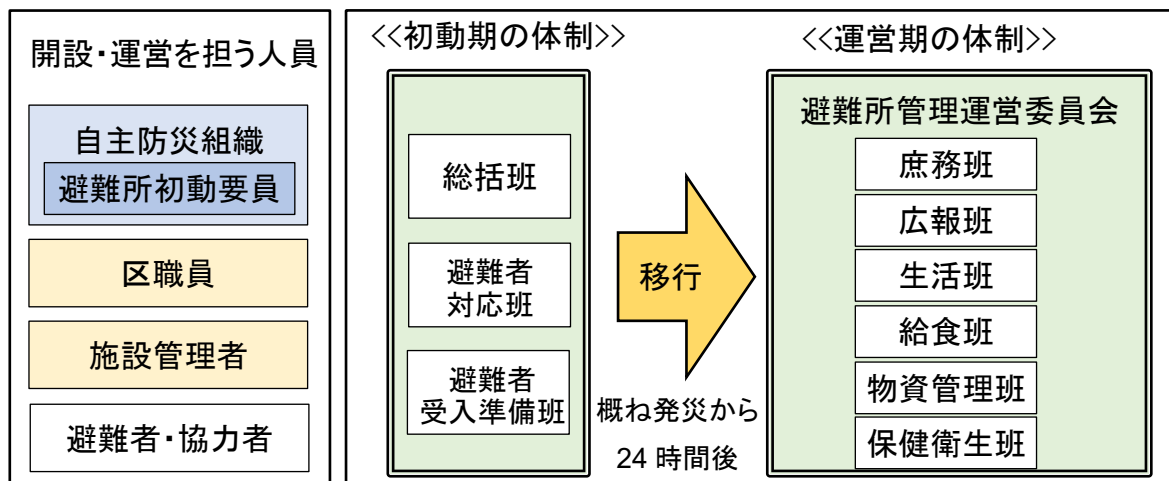 開設・運営を担う人員
自主防災組織
避難所初動要員
区職員
施設管理者
避難者・協力者
<<初動期の体制>>
総括班
避難者
対応班
避難者
受入準備班
移行
概ね発災から
24 時間後
<<運営期の体制>>
避難所管理運営委員会
庶務班
広報班
生活班
給食班
物資管理班
保健衛生班